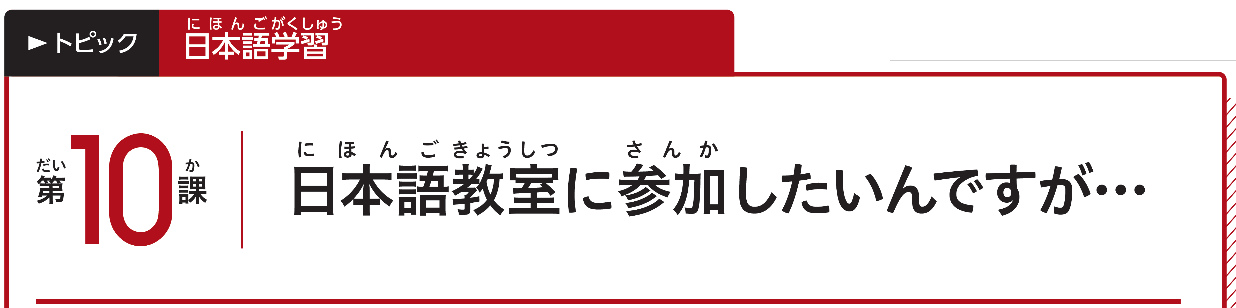 ▶トピック
にほんごがくしゅう
日本語学習
だい
第10課
か
にほんごきょうしつ さんか
日本語教室に参加したいんですが…